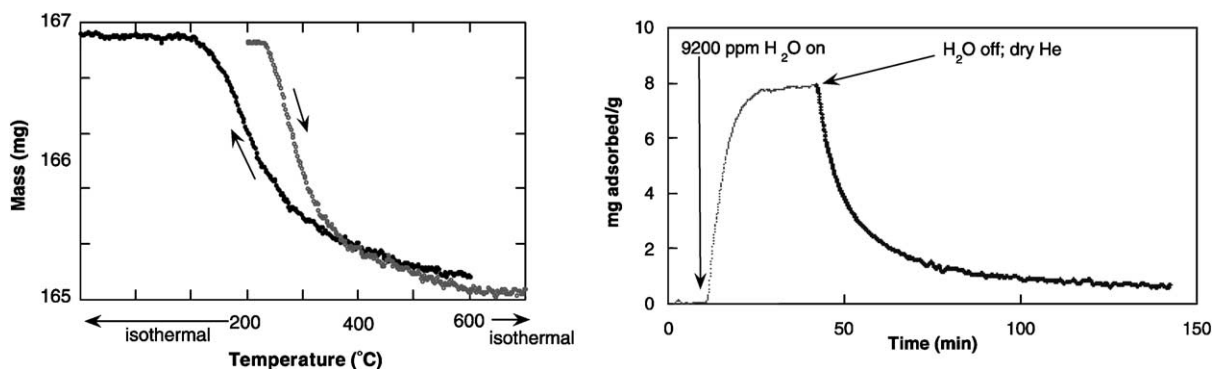 167
166
165
Mass (mg)
200
400
600
isothermal
isothermal
Temperature (°C)
10
8
6
4
2
0
mg adsorbed/g
9200 ppm H₂O on
H₂O off; dry He
0
50
100
150
Time (min)